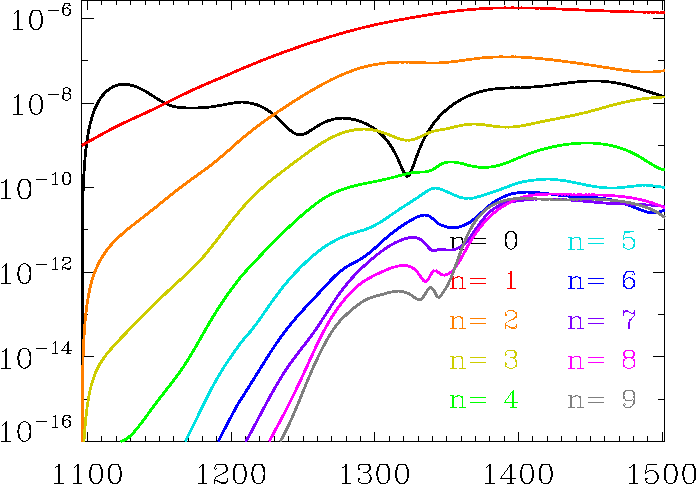 10^-6
10^-8
10^-10
10^-12
10^-14
10^-16
n= 0 n= 5
n= 1 n= 6
n= 2 n= 7
n= 3 n= 8
n= 4 n= 9
1100 1200 1300 1400 1500